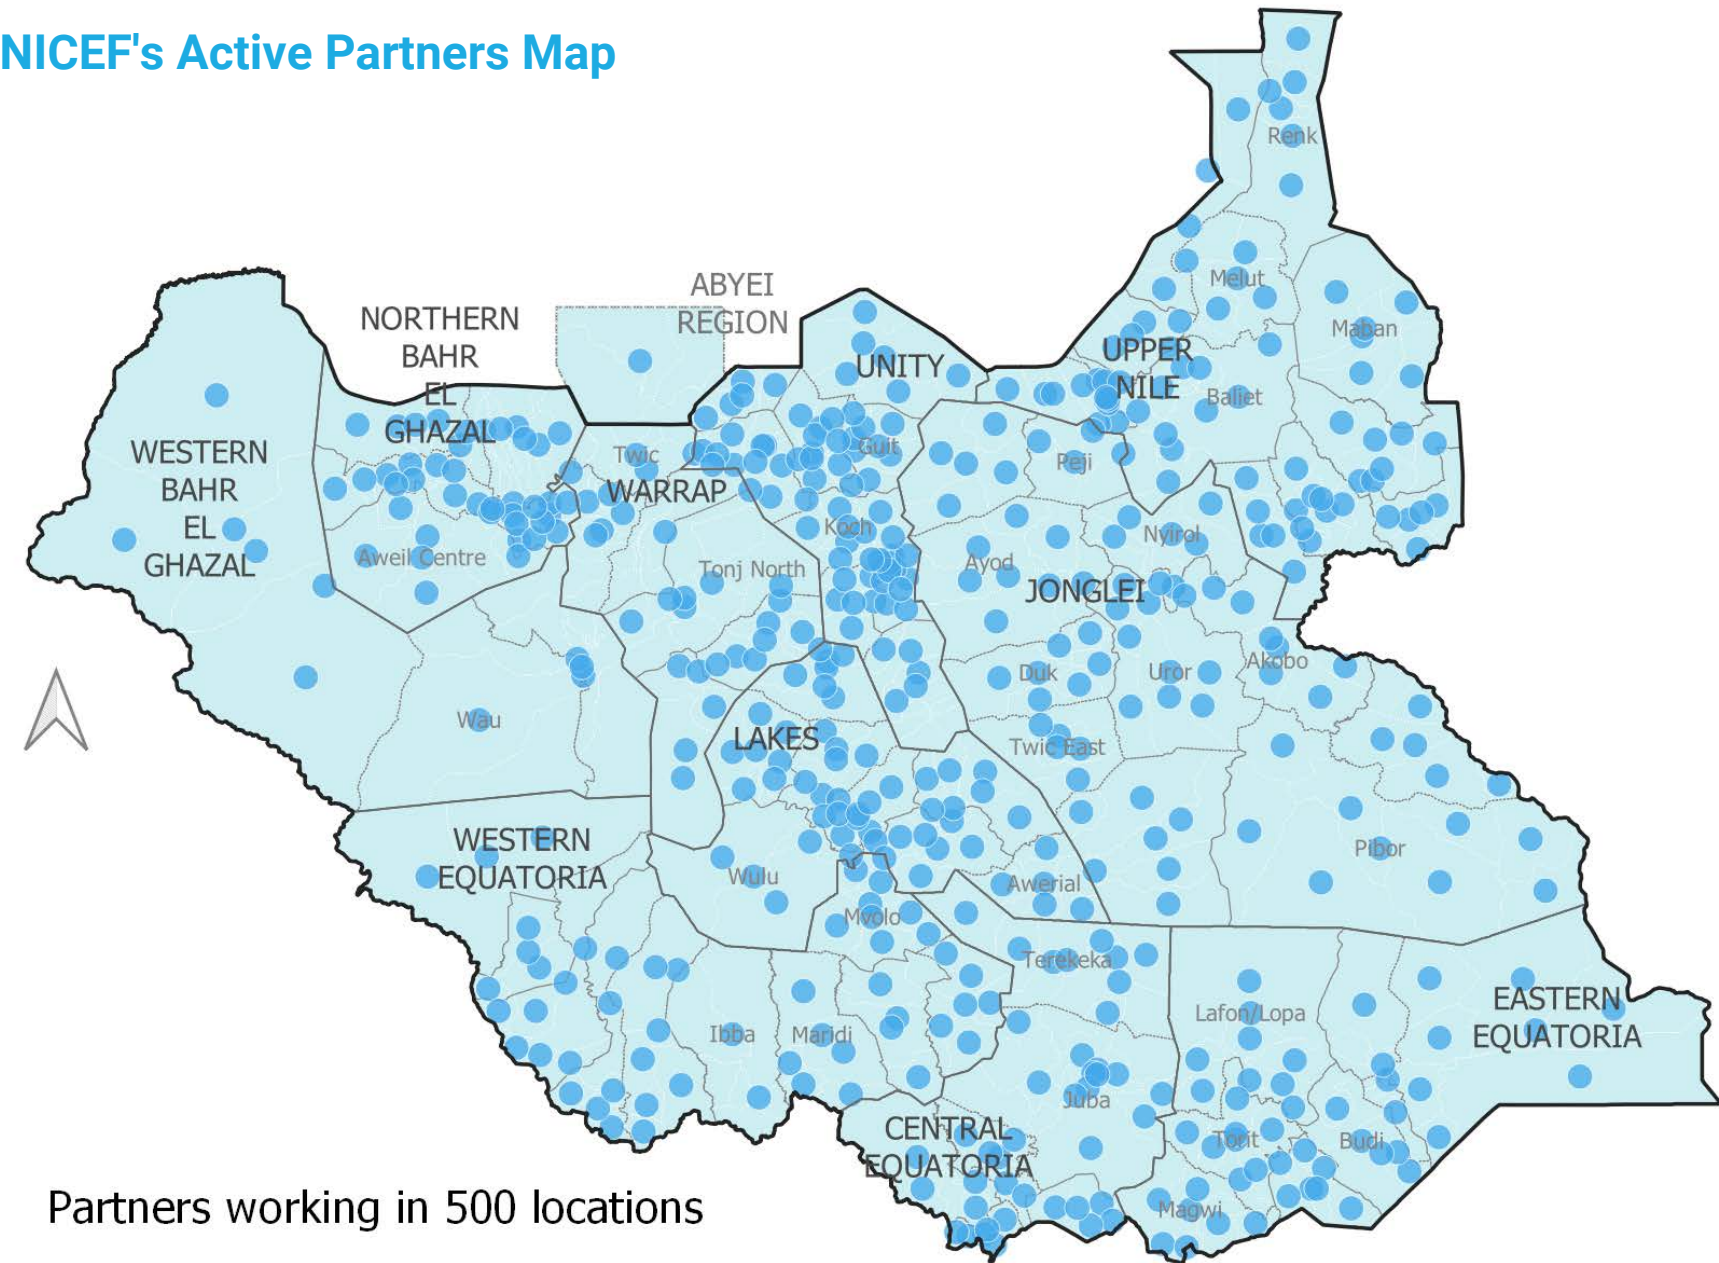 NICEF's Active Partners Map
Renk
Melut
ABYEI
REGION
NORTHERN
BAHR
EL
GHAZAL
Maban
UNITY
UPPER
NILE
Baliet
WESTERN
BAHR
EL
GHAZAL
Twic
Guit
Peji
WARRAP
Koch
Nyirol
Aweil Centre
Tonj North
Ayod
JONGLEI
Duk
Uror
Akobo
Wau
LAKES
Twic East
WESTERN
EQUATORIA
Wulu
Awerial
Pibor
Mvolo
Terekeka
Lafon/Lopa
EASTERN
EQUATORIA
Ibba
Maridi
Juba
CENTRAL
EQUATORIA
Torit
Budi
Magwi
Partners working in 500 locations